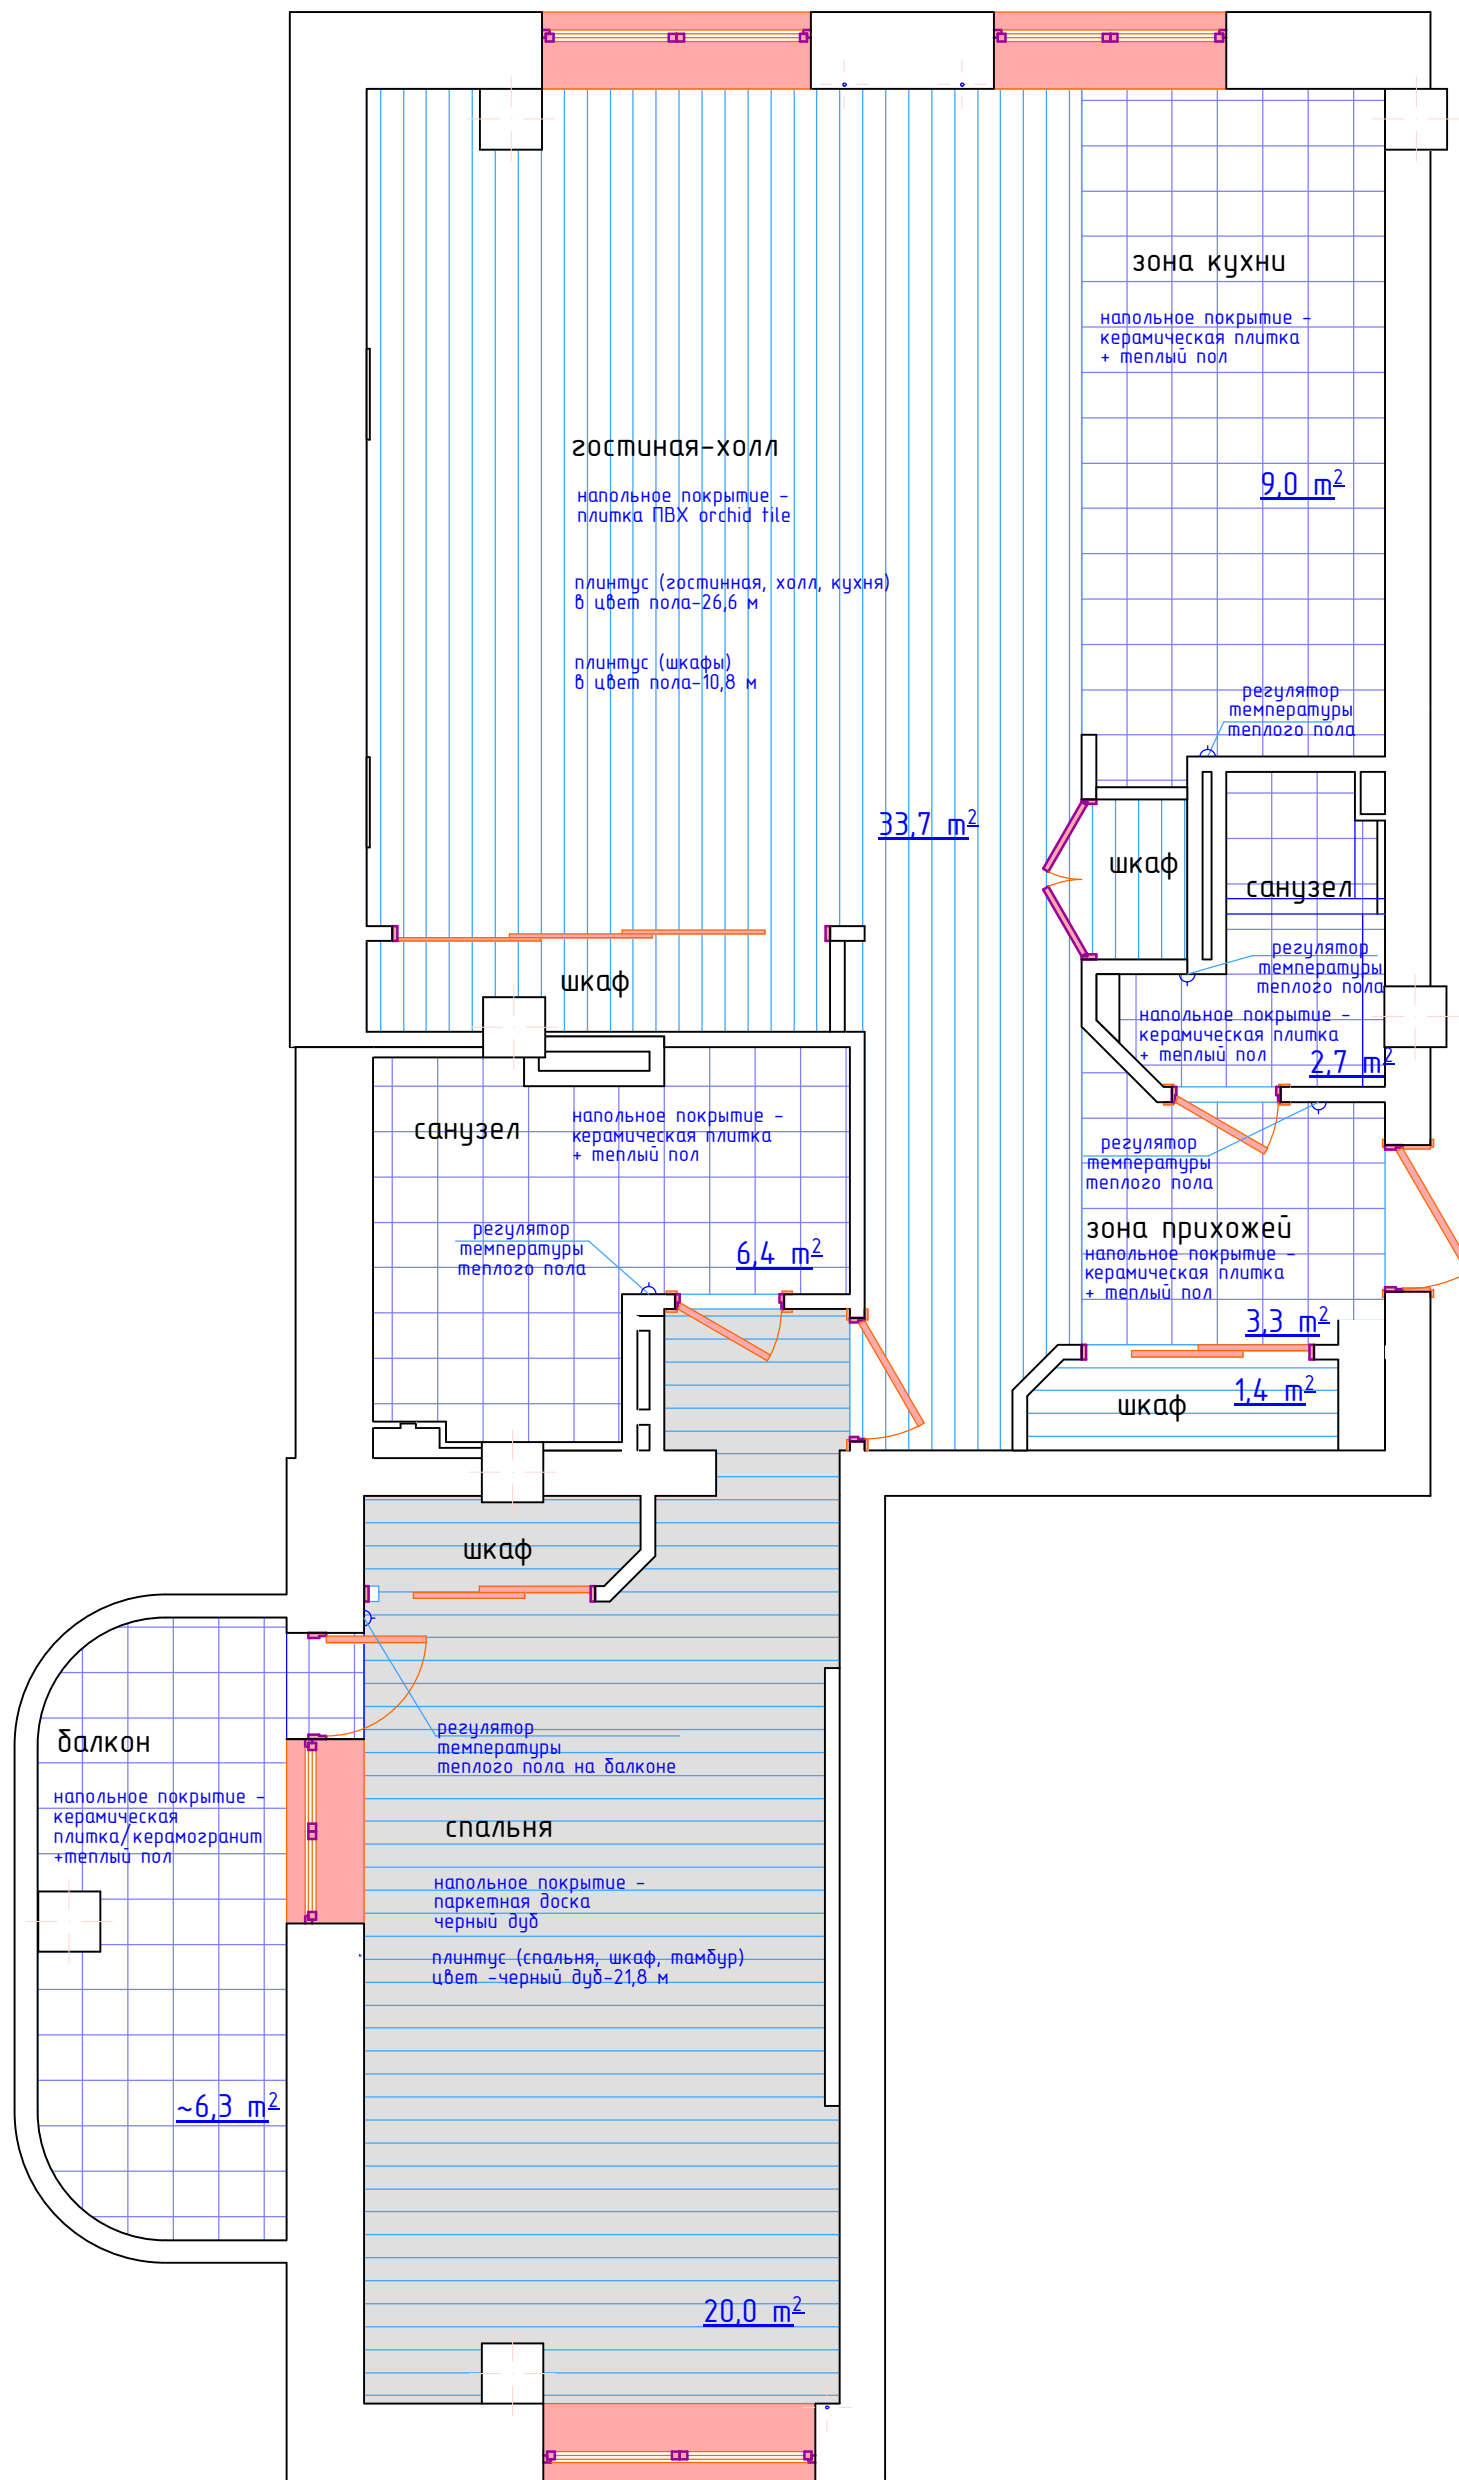 зона кухни
напольное покрытие -
керамическая плитка
+ теплый пол
гостиная-холл
9,0 m²
напольное покрытие -
плитка ПВХ orchid tile
плинтус (гостинная, холл, кухня)
в цвет пола-26,6 м
плинтус (шкафы)
в цвет пола-10,8 м
регулятор
температуры
теплого пола
33,7 m²
шкаф
санузел
шкаф
регулятор
температуры
теплого пола
напольное покрытие -
керамическая плитка
+ теплый пол
2,7 m²
санузел
напольное покрытие -
керамическая плитка
+ теплый пол
регулятор
температуры
теплого пола
регулятор
температуры
теплого пола
6,4 m²
зона прихожей
напольное покрытие -
керамическая плитка
+ теплый пол
3,3 m²
1,4 m²
шкаф
шкаф
регулятор
температуры
теплого пола на балконе
балкон
напольное покрытие -
керамическая
плитка/керамогранит
+теплый пол
спальня
напольное покрытие -
паркетная доска
черный дуб
плинтус (спальня, шкаф, тамбур)
цвет -черный дуб-21,8 м
~6,3 m²
20,0 m²